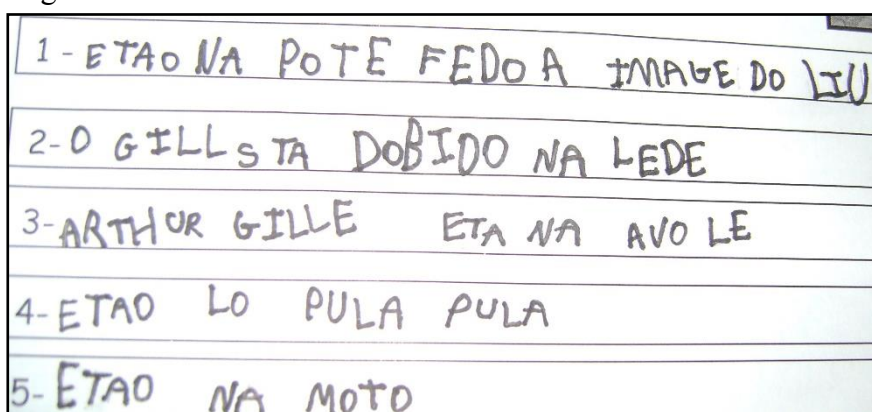 1 - ETAO NA POTE FEDO A IMAGE DO LIU
2- O GILL STA DOBIDO NA LEDE
3- ARTHUR GILLE ETA NA AVO LE
4- ETAO LO PULA PULA
5- ETAO NA MOTO